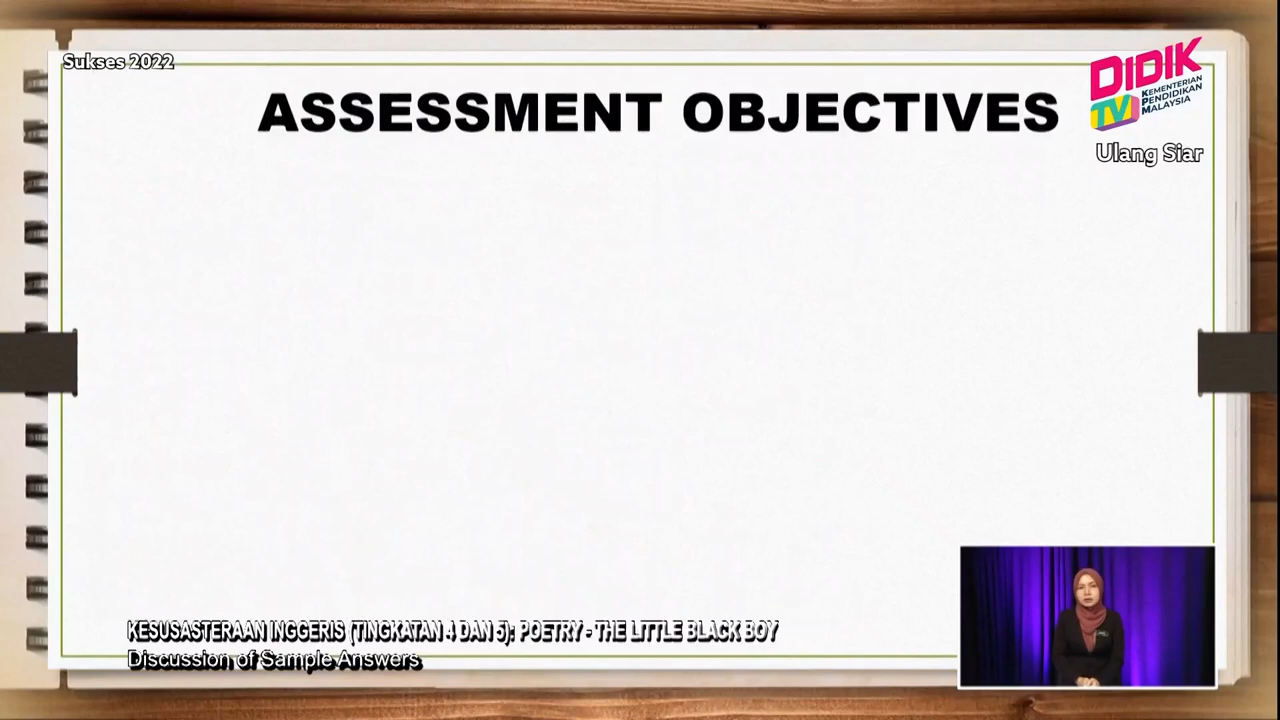 Sukses 2022
ASSESSMENT OBJECTIVES
DIDIK
TV
KEMENTERIAN
PENDIDIKAN
MALAYSIA
Ulang Siar
KESUSASTERAAN INGGERIS (TINGKATAN 4 DAN 5): POETRY - THE LITTLE BLACK BOY
Discussion of Sample Answers